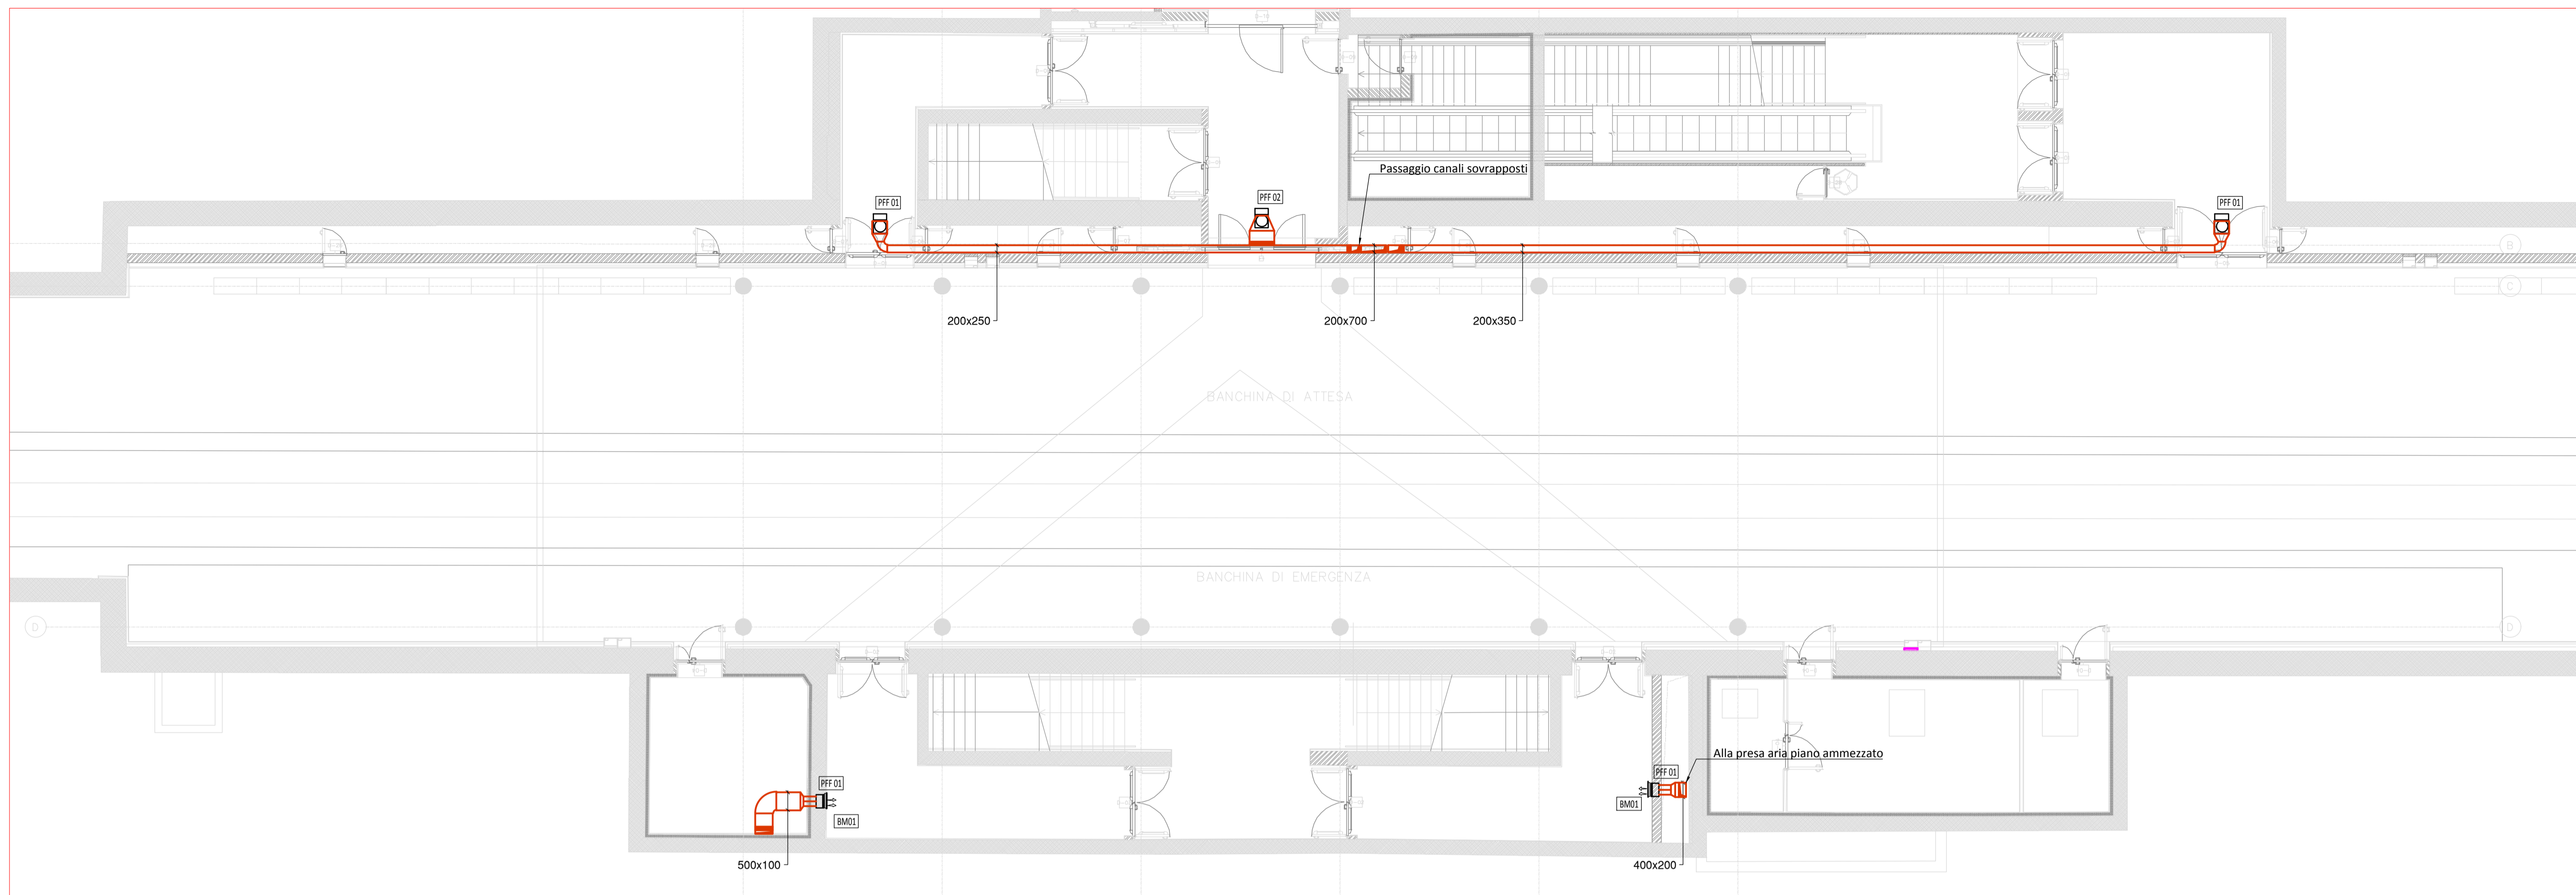 Passaggio canali sovrapposti
PFF 01
PFF 02
PFF 01
B
C
200x250
200x700
200x350
BANCHINA DI ATTESA
BANCHINA DI EMERGENZA
D
D
Alla presa aria piano ammezzato
PFF 01
PFF 01
BM01
BM01
500x100
400x200